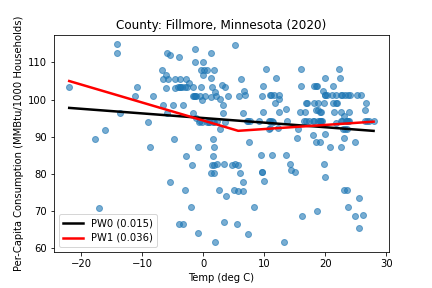 County: Fillmore, Minnesota (2020)
Per-Capita Consumption (MMBtu/1000 Households)
110
100
90
80
70
60
PW0 (0.015)
PW1 (0.036)
−20 −10 0 10 20 30
Temp (deg C)